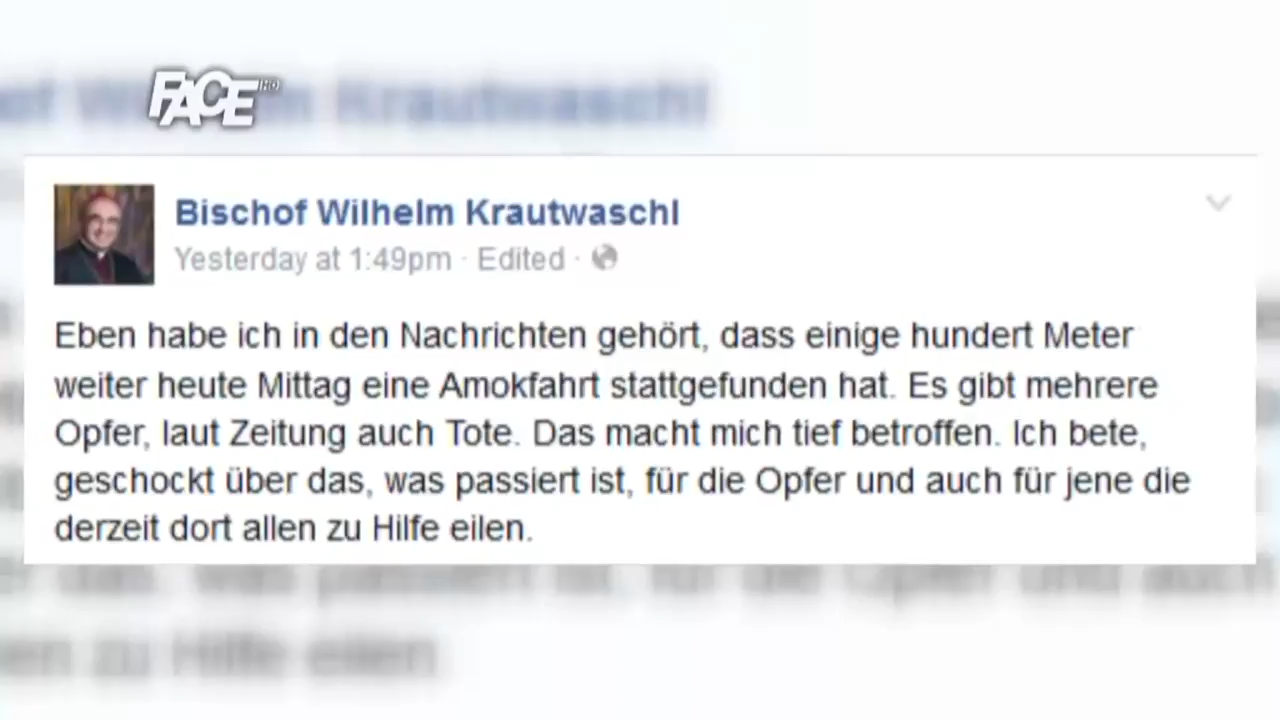 FACE HD
Bischof Wilhelm Krautwaschl
Yesterday at 1:49pm · Edited ·
Eben habe ich in den Nachrichten gehört, dass einige hundert Meter
weiter heute Mittag eine Amokfahrt stattgefunden hat. Es gibt mehrere
Opfer, laut Zeitung auch Tote. Das macht mich tief betroffen. Ich bete,
geschockt über das, was passiert ist, für die Opfer und auch für jene die
derzeit dort allen zu Hilfe eilen.